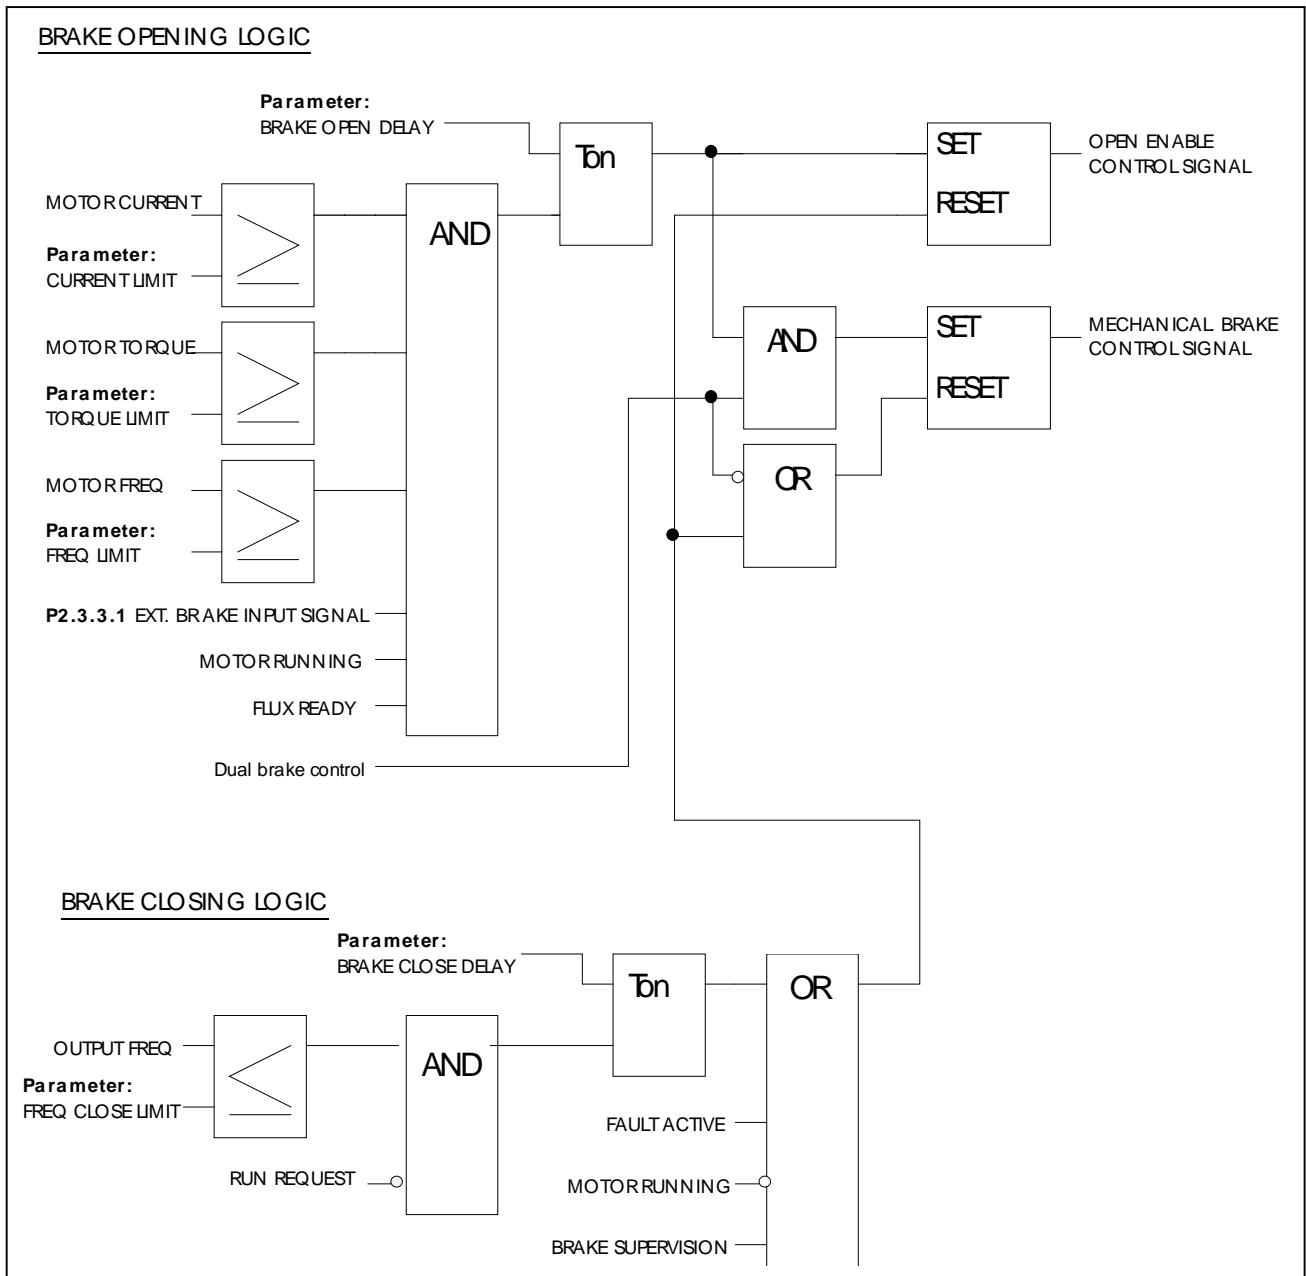 BRAKE OPENING LOGIC
Parameter:
BRAKE OPEN DELAY
Ton
SET
RESET
OPEN ENABLE
CONTROL SIGNAL
MOTOR CURRENT
Parameter:
CURRENT LIMIT
AND
MOTOR TORQUE
Parameter:
TORQUE LIMIT
AND
SET
RESET
MECHANICAL BRAKE
CONTROL SIGNAL
OR
MOTOR FREQ
Parameter:
FREQ LIMIT
P2.3.3.1 EXT. BRAKE INPUT SIGNAL
MOTOR RUNNING
FLUX READY
Dual brake control
BRAKE CLOSING LOGIC
Parameter:
BRAKE CLOSE DELAY
Ton
OR
OUTPUT FREQ
Parameter:
FREQ CLOSE LIMIT
AND
RUN REQUEST
FAULT ACTIVE
MOTOR RUNNING
BRAKE SUPERVISION